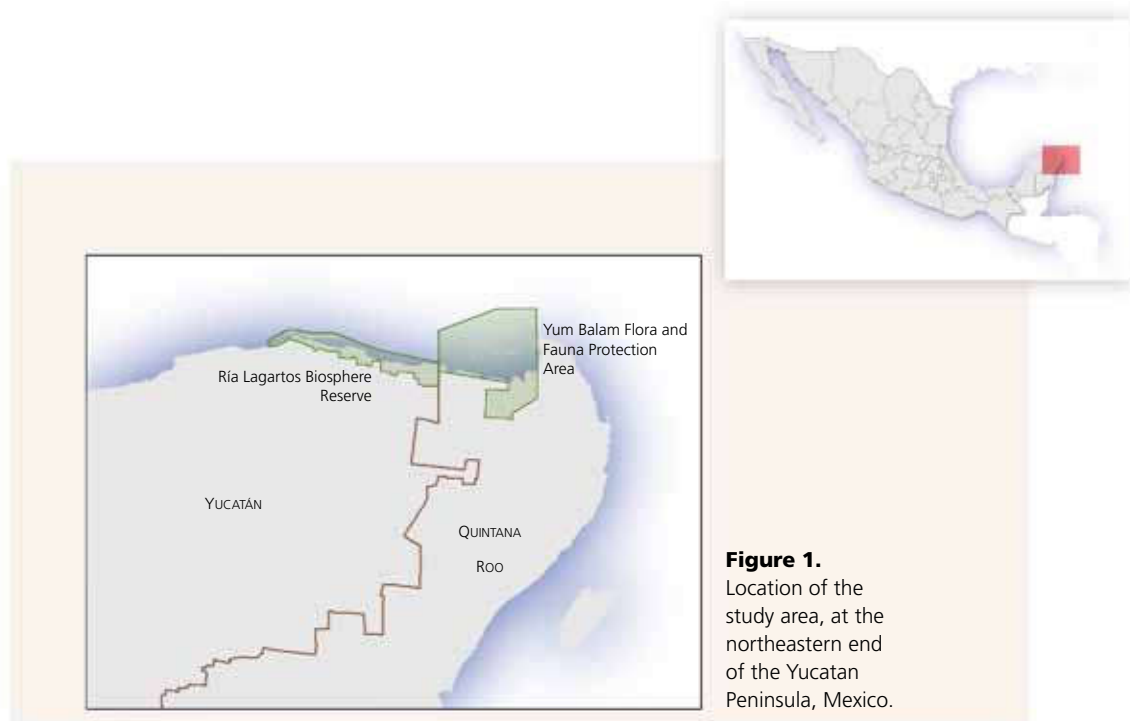 Yum Balam Flora and
Fauna Protection
Area
Ría Lagartos Biosphere
Reserve
YUCATÁN
QUINTANA
ROO
Figure 1.
Location of the
study area, at the
northeastern end
of the Yucatan
Peninsula, Mexico.